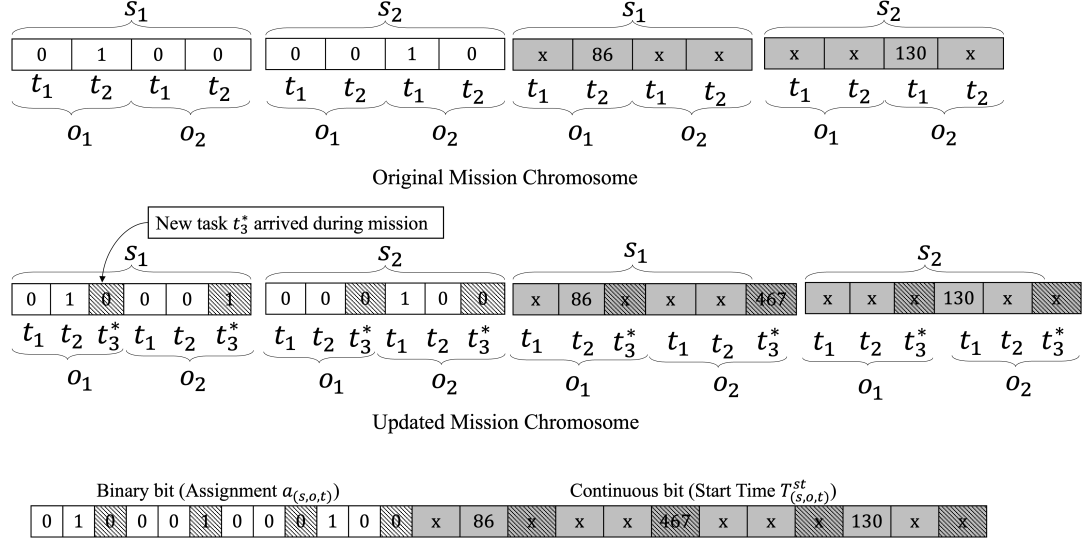 s₁ s₂ s₁ s₂
0 1 0 0 0 0 1 0 x 86 x x x x 130 x
t₁ t₂ t₁ t₂ t₁ t₂ t₁ t₂ t₁ t₂ t₁ t₂ t₁ t₂ t₁ t₂
o₁ o₂ o₁ o₂ o₁ o₂ o₁ o₂
Original Mission Chromosome
New task t₃* arrived during mission
s₁ s₂ s₁ s₂
0 1 0 0 0 1 0 0 0 1 0 0 x 86 x x x 467 x x x 130 x x
t₁ t₂ t₃* t₁ t₂ t₃* t₁ t₂ t₃* t₁ t₂ t₃* t₁ t₂ t₃* t₁ t₂ t₃* t₁ t₂ t₃* t₁ t₂ t₃*
o₁ o₂ o₁ o₂ o₁ o₂ o₁ o₂
Updated Mission Chromosome
Binary bit (Assignment a₍s,o,t₎) Continuous bit (Start Time Tˢᵗ₍s,o,t₎)
0 1 0 0 0 1 0 0 0 1 0 0 x 86 x x x 467 x x x 130 x x